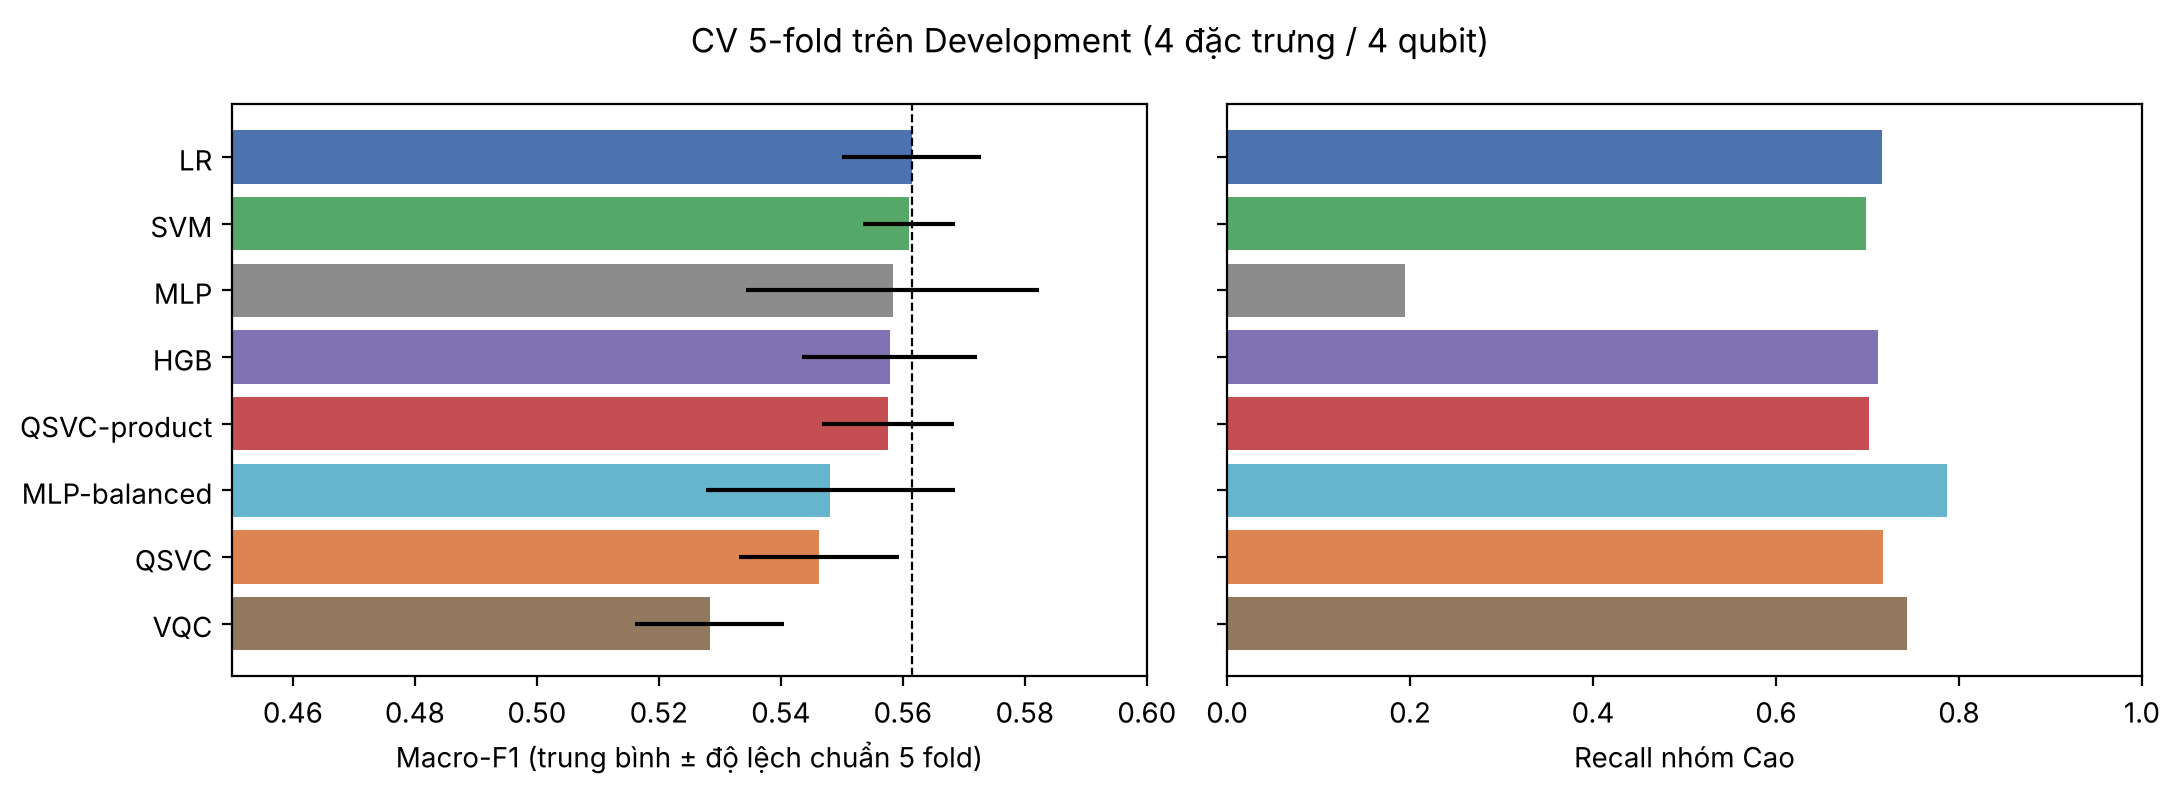 CV 5-fold trên Development (4 đặc trưng / 4 qubit)
LR
SVM
MLP
HGB
QSVC-product
MLP-balanced
QSVC
VQC
0.46 0.48 0.50 0.52 0.54 0.56 0.58 0.60
Macro-F1 (trung bình ± độ lệch chuẩn 5 fold)
0.0 0.2 0.4 0.6 0.8 1.0
Recall nhóm Cao